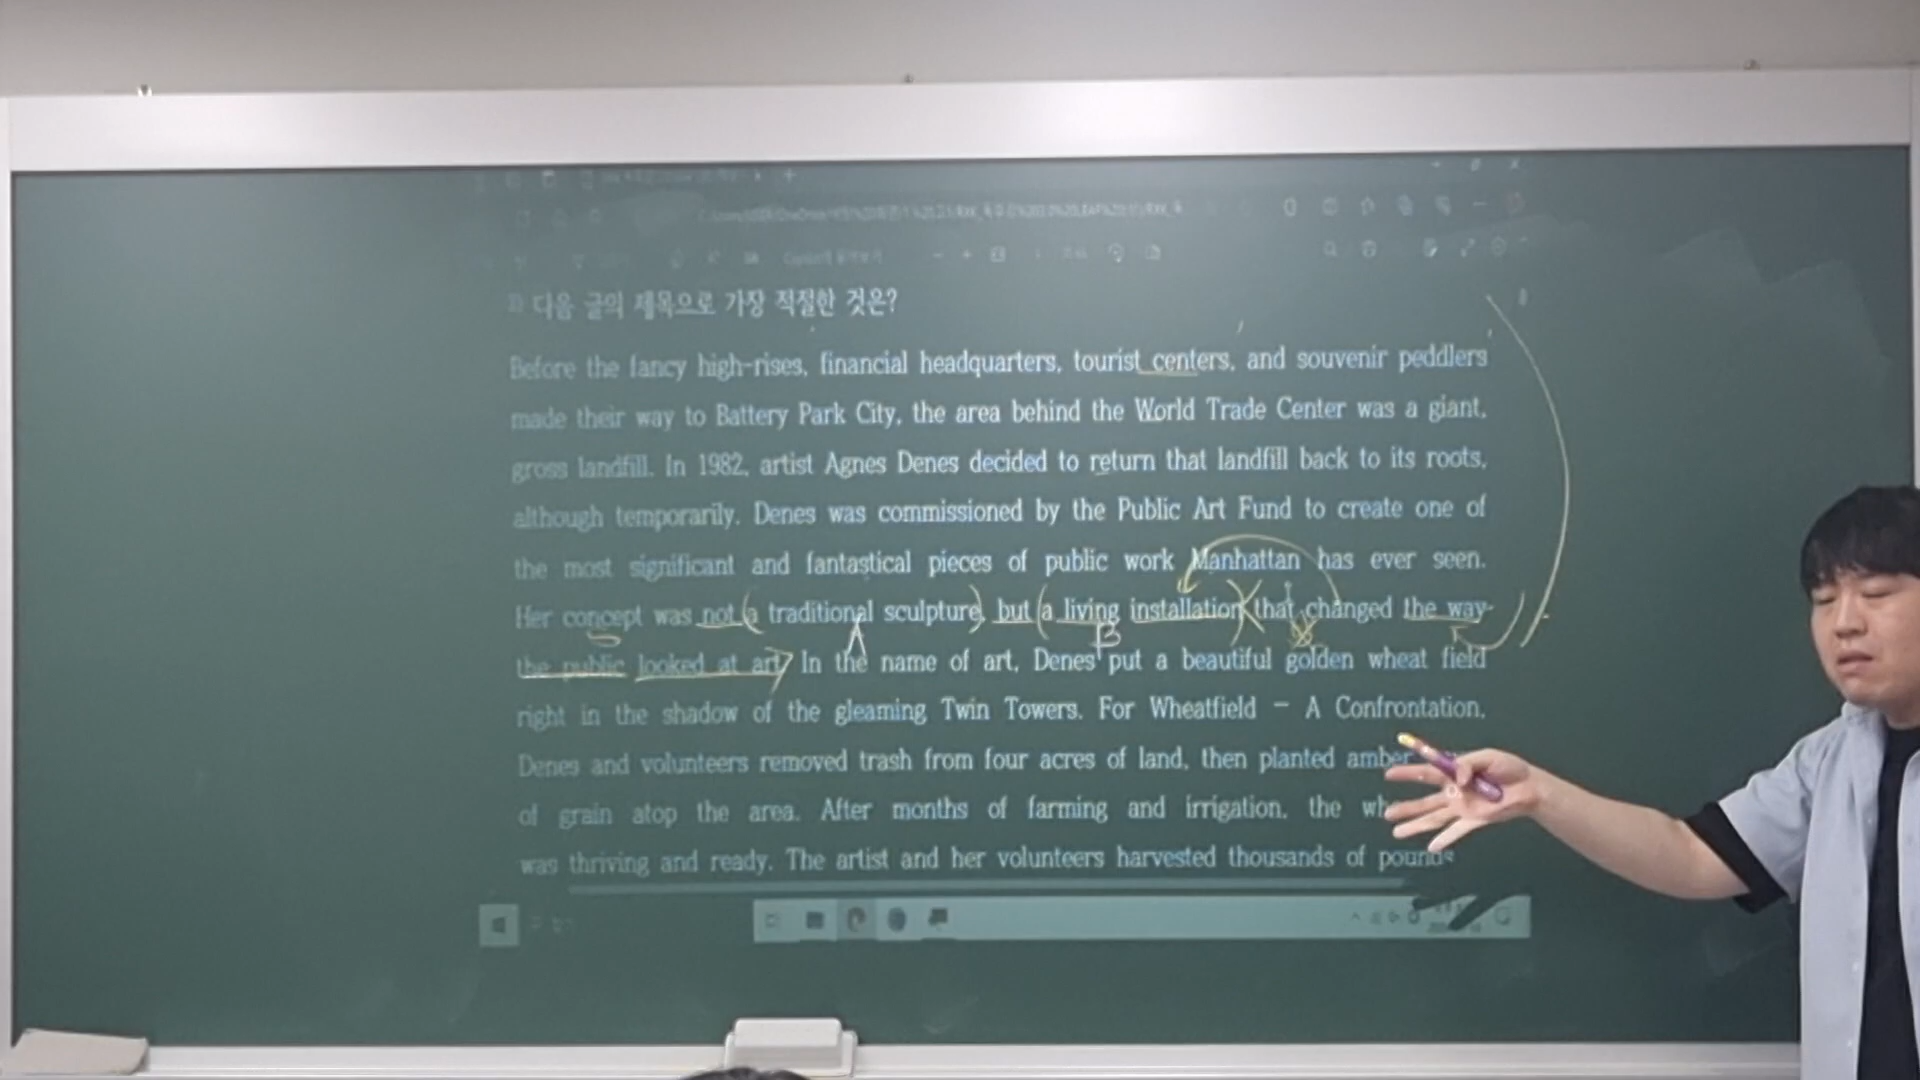 다음 글의 제목으로 가장 적절한 것은?
Before the fancy high-rises, financial headquarters, tourist centers, and souvenir peddlers
made their way to Battery Park City, the area behind the World Trade Center was a giant,
gross landfill. In 1982, artist Agnes Denes decided to return that landfill back to its roots,
although temporarily. Denes was commissioned by the Public Art Fund to create one of
the most significant and fantastical pieces of public work Manhattan has ever seen.
Her concept was not (a traditional sculpture), but (a living installation) that changed the way
A B
the public looked at art. In the name of art, Denes put a beautiful golden wheat field
right in the shadow of the gleaming Twin Towers. For Wheatfield - A Confrontation,
Denes and volunteers removed trash from four acres of land, then planted amber
of grain atop the area. After months of farming and irrigation, the
was thriving and ready. The artist and her volunteers harvested thousands of pounds